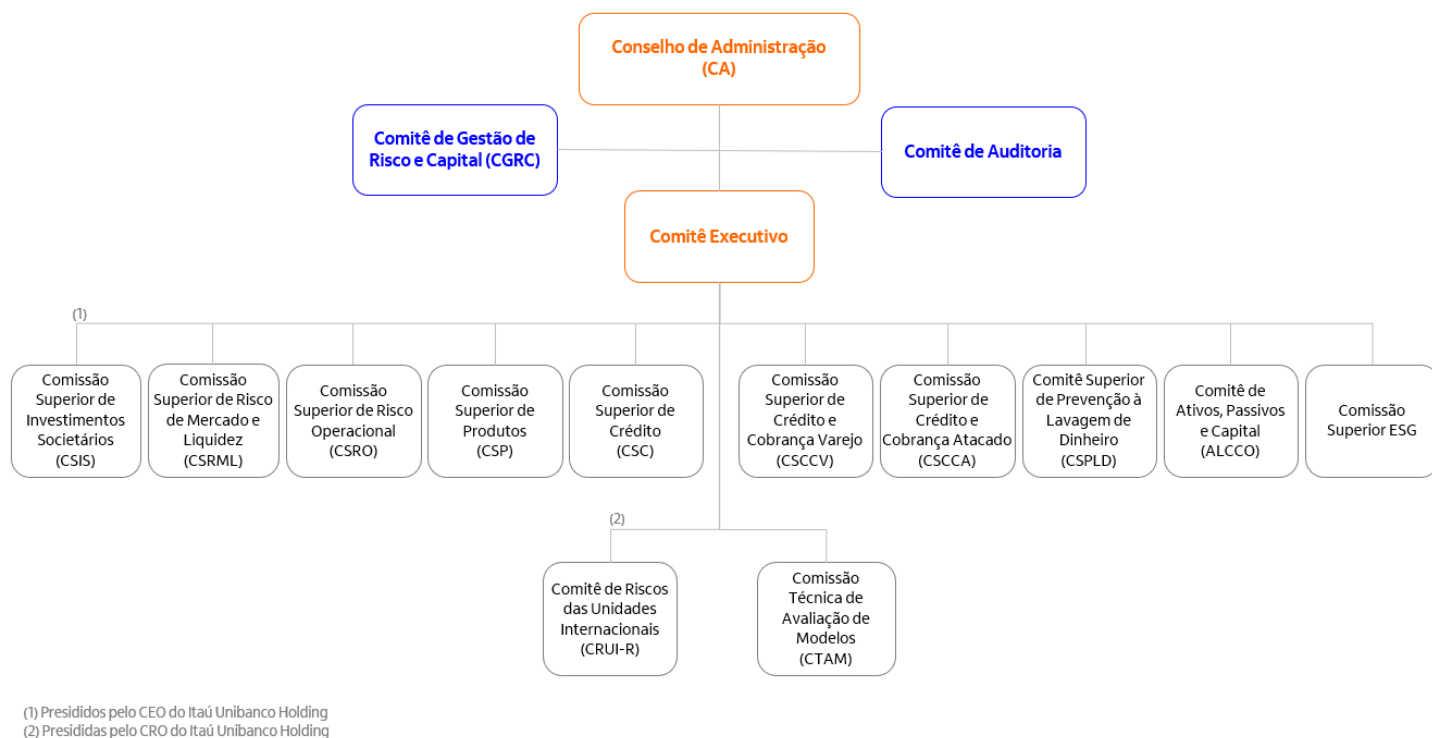 Conselho de Administração
(CA)
Comitê de Gestão de
Risco e Capital (CGRC)
Comitê de Auditoria
Comitê Executivo
(1)
Comissão
Superior de
Investimentos
Societários
(CSIS)
Comissão
Superior de Risco
de Mercado e
Liquidez
(CSRML)
Comissão
Superior de Risco
Operacional
(CSRO)
Comissão
Superior de
Produtos
(CSP)
Comissão
Superior de
Crédito
(CSC)
Comissão
Superior de
Crédito e
Cobrança Varejo
(CSCCV)
Comissão
Superior de
Crédito e
Cobrança Atacado
(CSCCA)
Comitê Superior
de Prevenção à
Lavagem de
Dinheiro
(CSPLD)
Comitê de
Ativos, Passivos
e Capital
(ALCCO)
Comissão
Superior ESG
(2)
Comitê de Riscos
das Unidades
Internacionais
(CRUI-R)
Comissão
Técnica de
Avaliação de
Modelos
(CTAM)
(1) Presididos pelo CEO do Itaú Unibanco Holding
(2) Presididas pelo CRO do Itaú Unibanco Holding